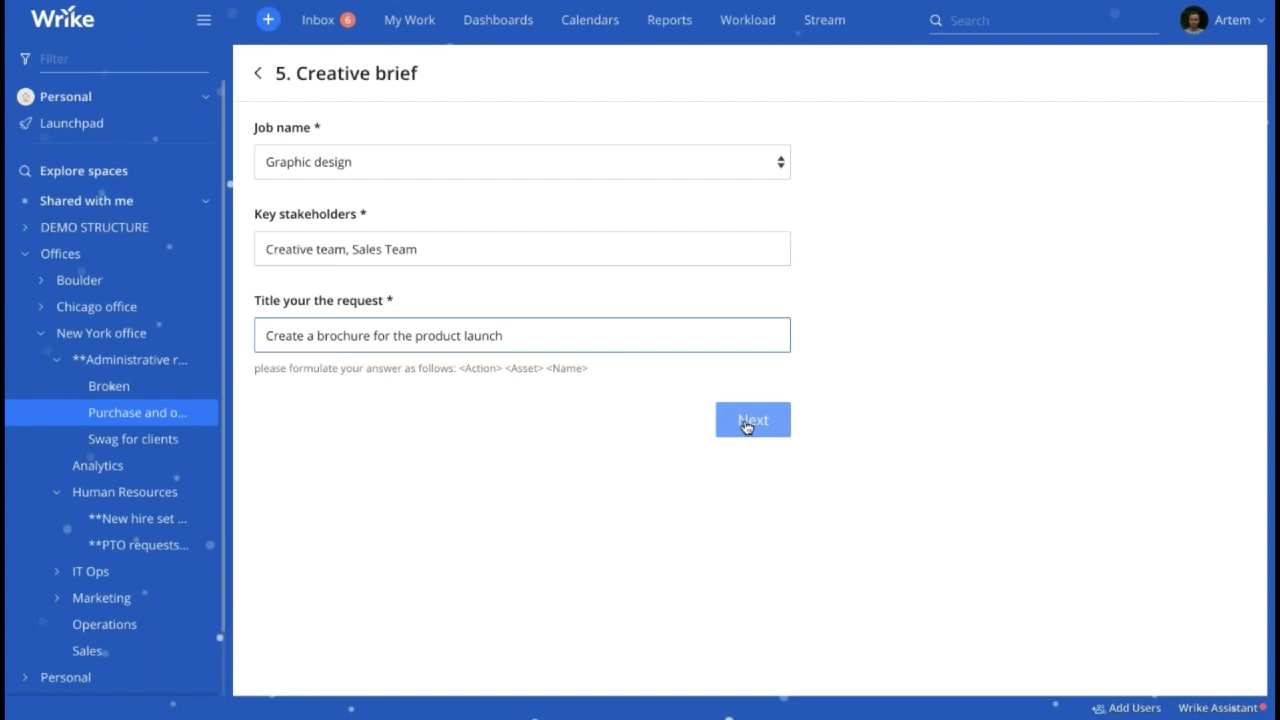 Wrike
Inbox 6 My Work Dashboards Calendars Reports Workload Stream Search Artem
Filter
Personal
Launchpad
Explore spaces
Shared with me
DEMO STRUCTURE
Offices
Boulder
Chicago office
New York office
**Administrative r...
Broken
Purchase and o...
Swag for clients
Analytics
Human Resources
**New hire set ...
**PTO requests...
IT Ops
Marketing
Operations
Sales
Personal
5. Creative brief
Job name *
Graphic design
Key stakeholders *
Creative team, Sales Team
Title your the request *
Create a brochure for the product launch
please formulate your answer as follows: <Action> <Asset> <Name>
Next
Add Users Wrike Assistant